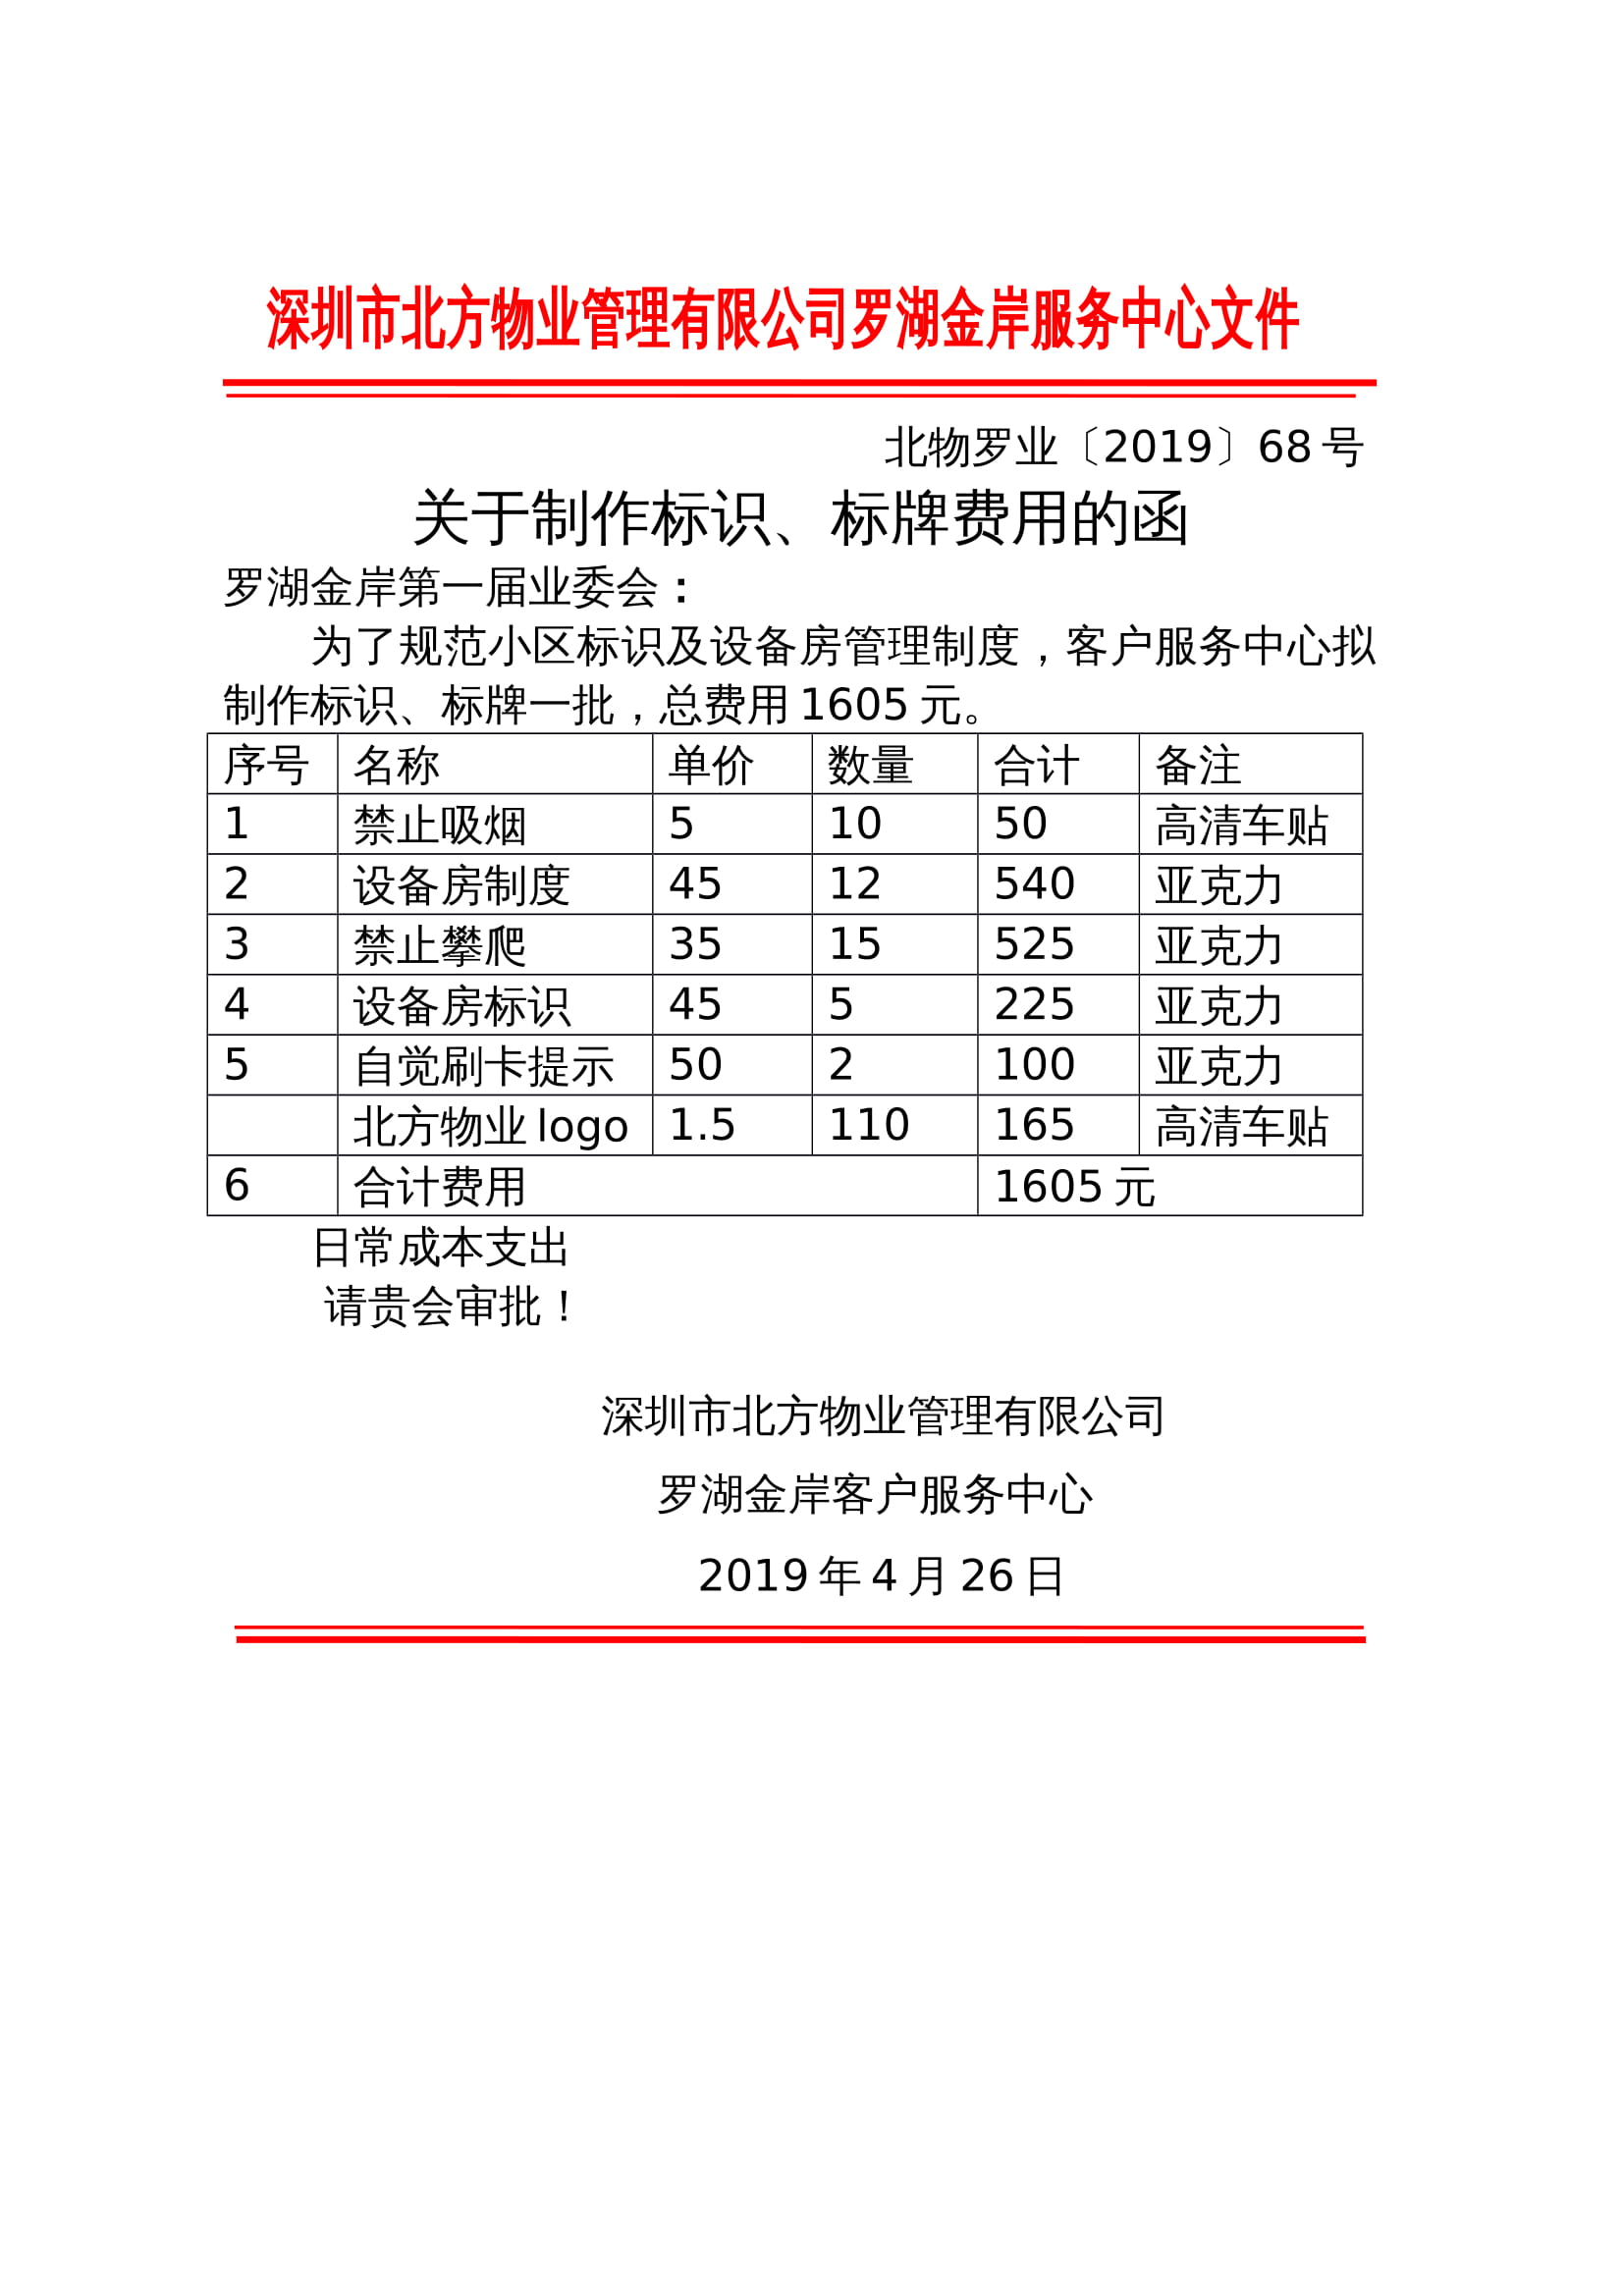 深圳市北方物业管理有限公司罗湖金岸服务中心文件
北物罗业〔2019〕68 号
关于制作标识、标牌费用的函
罗湖金岸第一届业委会：
为了规范小区标识及设备房管理制度，客户服务中心拟
制作标识、标牌一批，总费用 1605 元。
序号 名称 单价 数量 合计 备注
1 禁止吸烟 5 10 50 高清车贴
2 设备房制度 45 12 540 亚克力
3 禁止攀爬 35 15 525 亚克力
4 设备房标识 45 5 225 亚克力
5 自觉刷卡提示 50 2 100 亚克力
北方物业 logo 1.5 110 165 高清车贴
6 合计费用 1605 元
日常成本支出
请贵会审批！
深圳市北方物业管理有限公司
罗湖金岸客户服务中心
2019 年 4 月 26 日